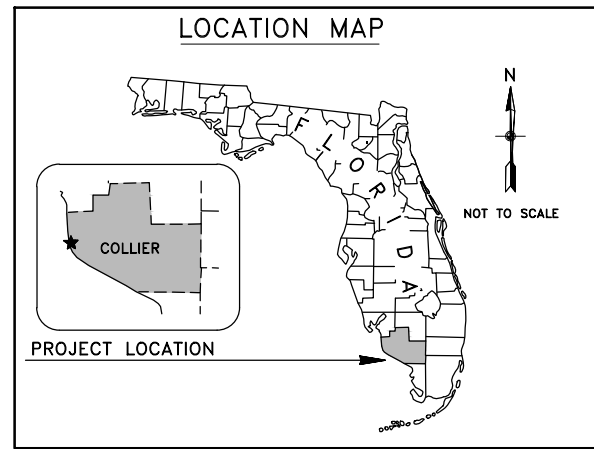 LOCATION MAP
N
FLORIDA
NOT TO SCALE
COLLIER
PROJECT LOCATION